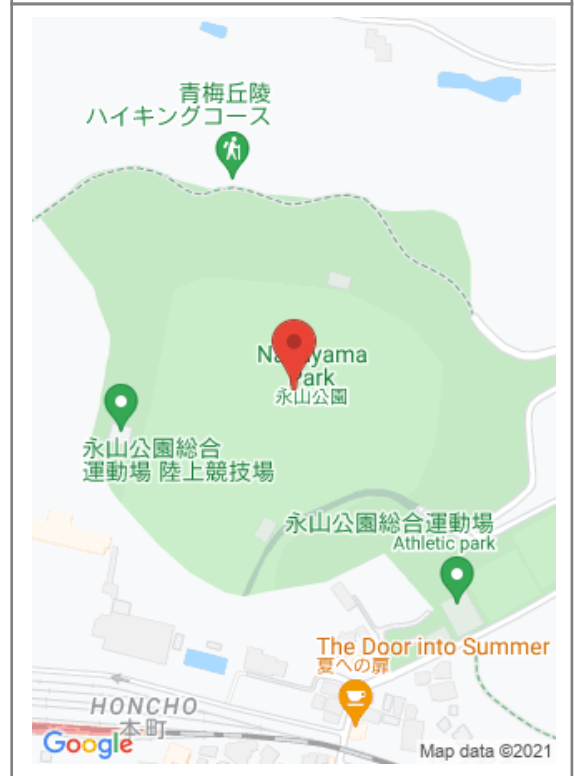 青梅丘陵
ハイキングコース
Park
永山公園
永山公園総合
運動場 陸上競技場
永山公園総合運動場
Athletic park
The Door into Summer
夏への扉
HONCHO
本町
Google
Map data ©2021